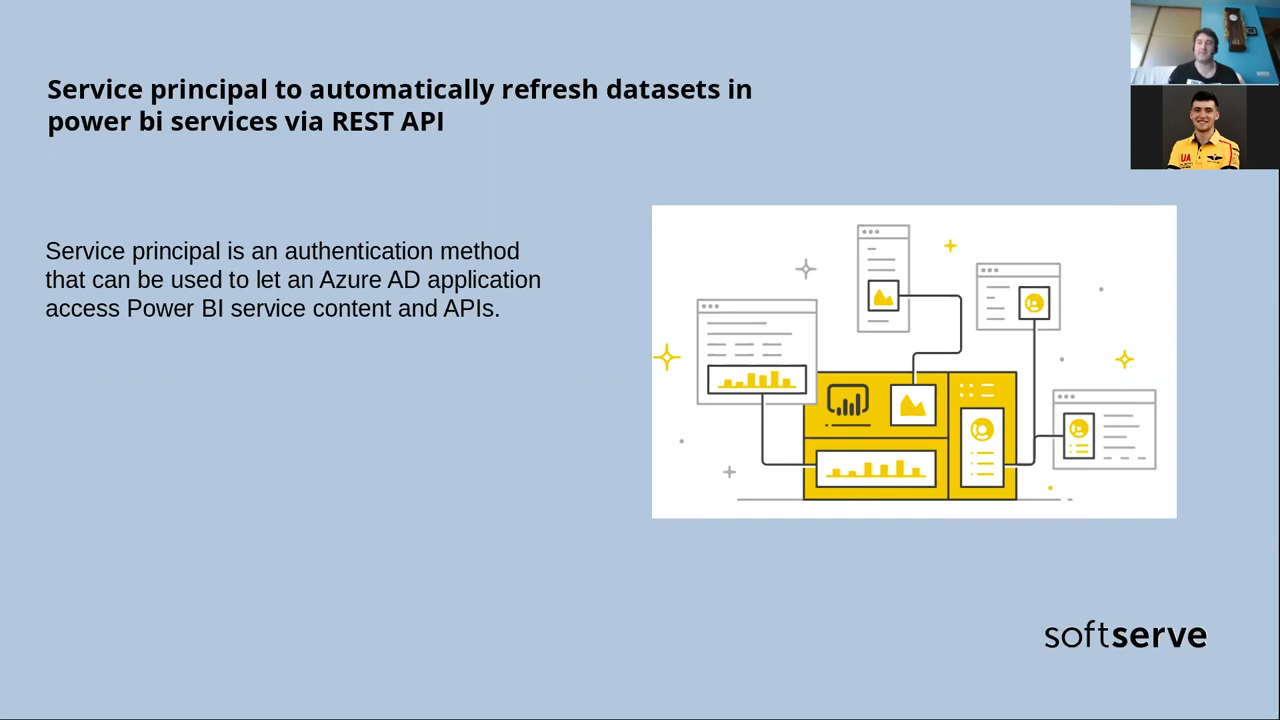 Service principal to automatically refresh datasets in
power bi services via REST API
Service principal is an authentication method
that can be used to let an Azure AD application
access Power BI service content and APIs.
UA
softserve